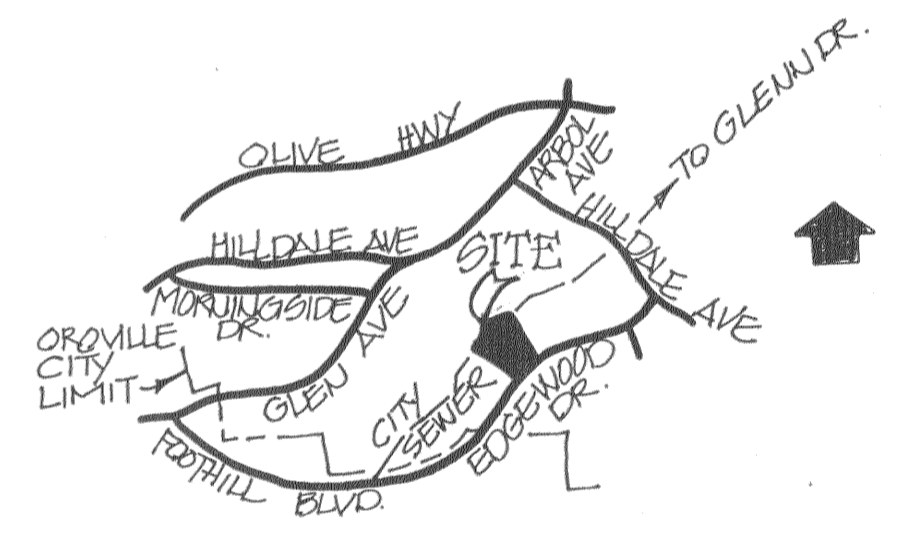 TO GLENN DR.
OLIVE HWY
ARBOL
AVE
HILLDALE AVE
HILLDALE AVE
SITE
MORNINGSIDE
DR.
OROVILLE
CITY
LIMIT
GLEN AVE
CITY
SEWER
EDGEWOOD
DR.
FOOTHILL BLVD.